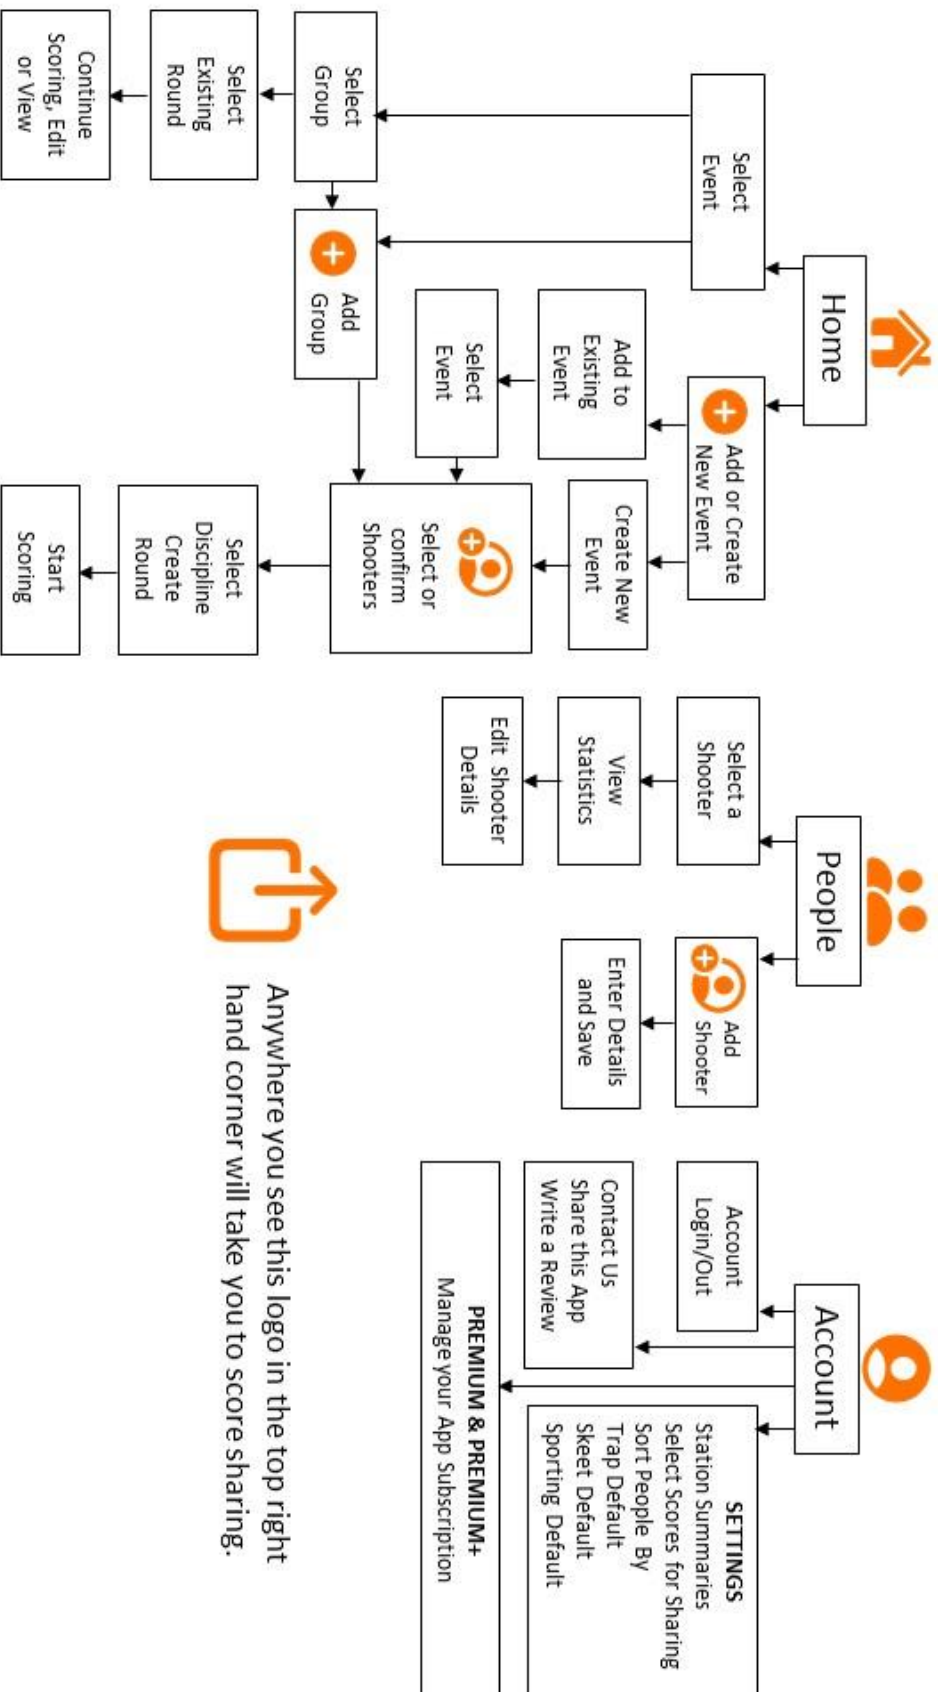 Home
Select
Event
Add or Create
New Event
Select
Group
Add
Group
Select
Existing
Round
Continue
Scoring, Edit
or View
Add to
Existing
Event
Select
Event
Create New
Event
Select or
confirm
Shooters
Select
Discipline
Create
Round
Start
Scoring
People
Select a
Shooter
View
Statistics
Edit Shooter
Details
Add
Shooter
Enter Details
and Save
Account
Account
Login/Out
Contact Us
Share this App
Write a Review
SETTINGS
Station Summaries
Select Scores for Sharing
Sort People By
Trap Default
Skeet Default
Sporting Default
PREMIUM & PREMIUM+
Manage your App Subscription
Anywhere you see this logo in the top right
hand corner will take you to score sharing.